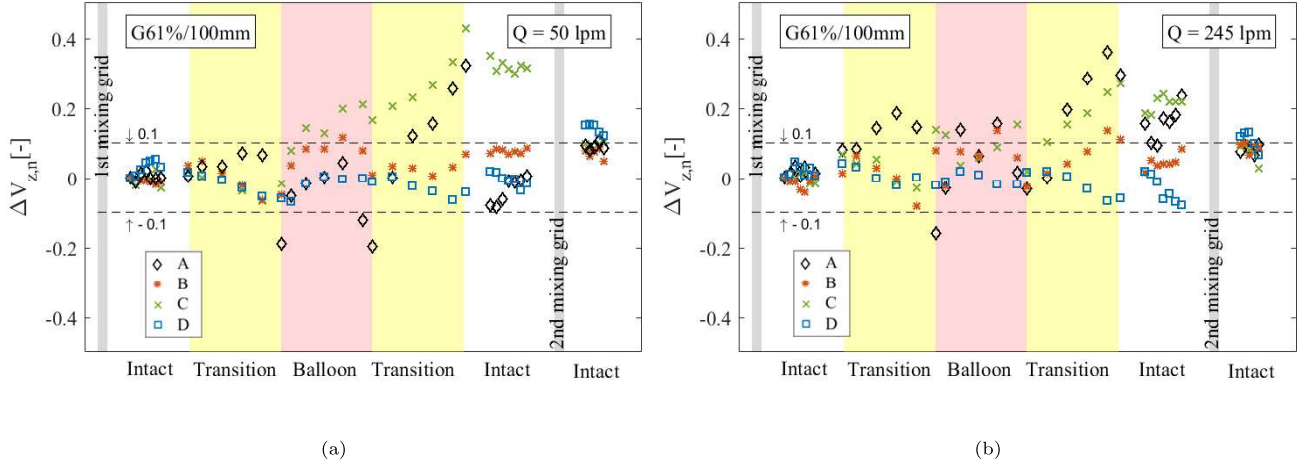 G61%/100mm
Q = 50 lpm
0.4
0.2
0
-0.2
-0.4
ΔV_{z,n}[-]
1st mixing grid
↓ 0.1
↑ - 0.1
A
B
C
D
2nd mixing grid
Intact Transition Balloon Transition Intact Intact
(a)
G61%/100mm
Q = 245 lpm
0.4
0.2
0
-0.2
-0.4
ΔV_{z,n}[-]
1st mixing grid
↓ 0.1
↑ - 0.1
A
B
C
D
2nd mixing grid
Intact Transition Balloon Transition Intact Intact
(b)